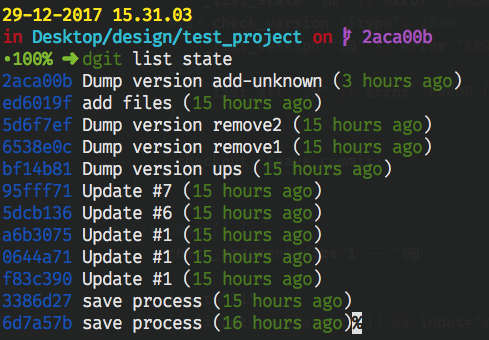 29-12-2017 15.31.03
in Desktop/design/test_project on 2aca00b
•100% ➜dgit list state
2aca00b Dump version add-unknown (3 hours ago)
ed6019f add files (15 hours ago)
5d6f7ef Dump version remove2 (15 hours ago)
6538e0c Dump version remove1 (15 hours ago)
bf14b81 Dump version ups (15 hours ago)
95fff71 Update #7 (15 hours ago)
5dcb136 Update #6 (15 hours ago)
a6b3075 Update #1 (15 hours ago)
0644a71 Update #1 (15 hours ago)
f83c390 Update #1 (15 hours ago)
3386d27 save process (15 hours ago)
6d7a57b save process (16 hours ago)%